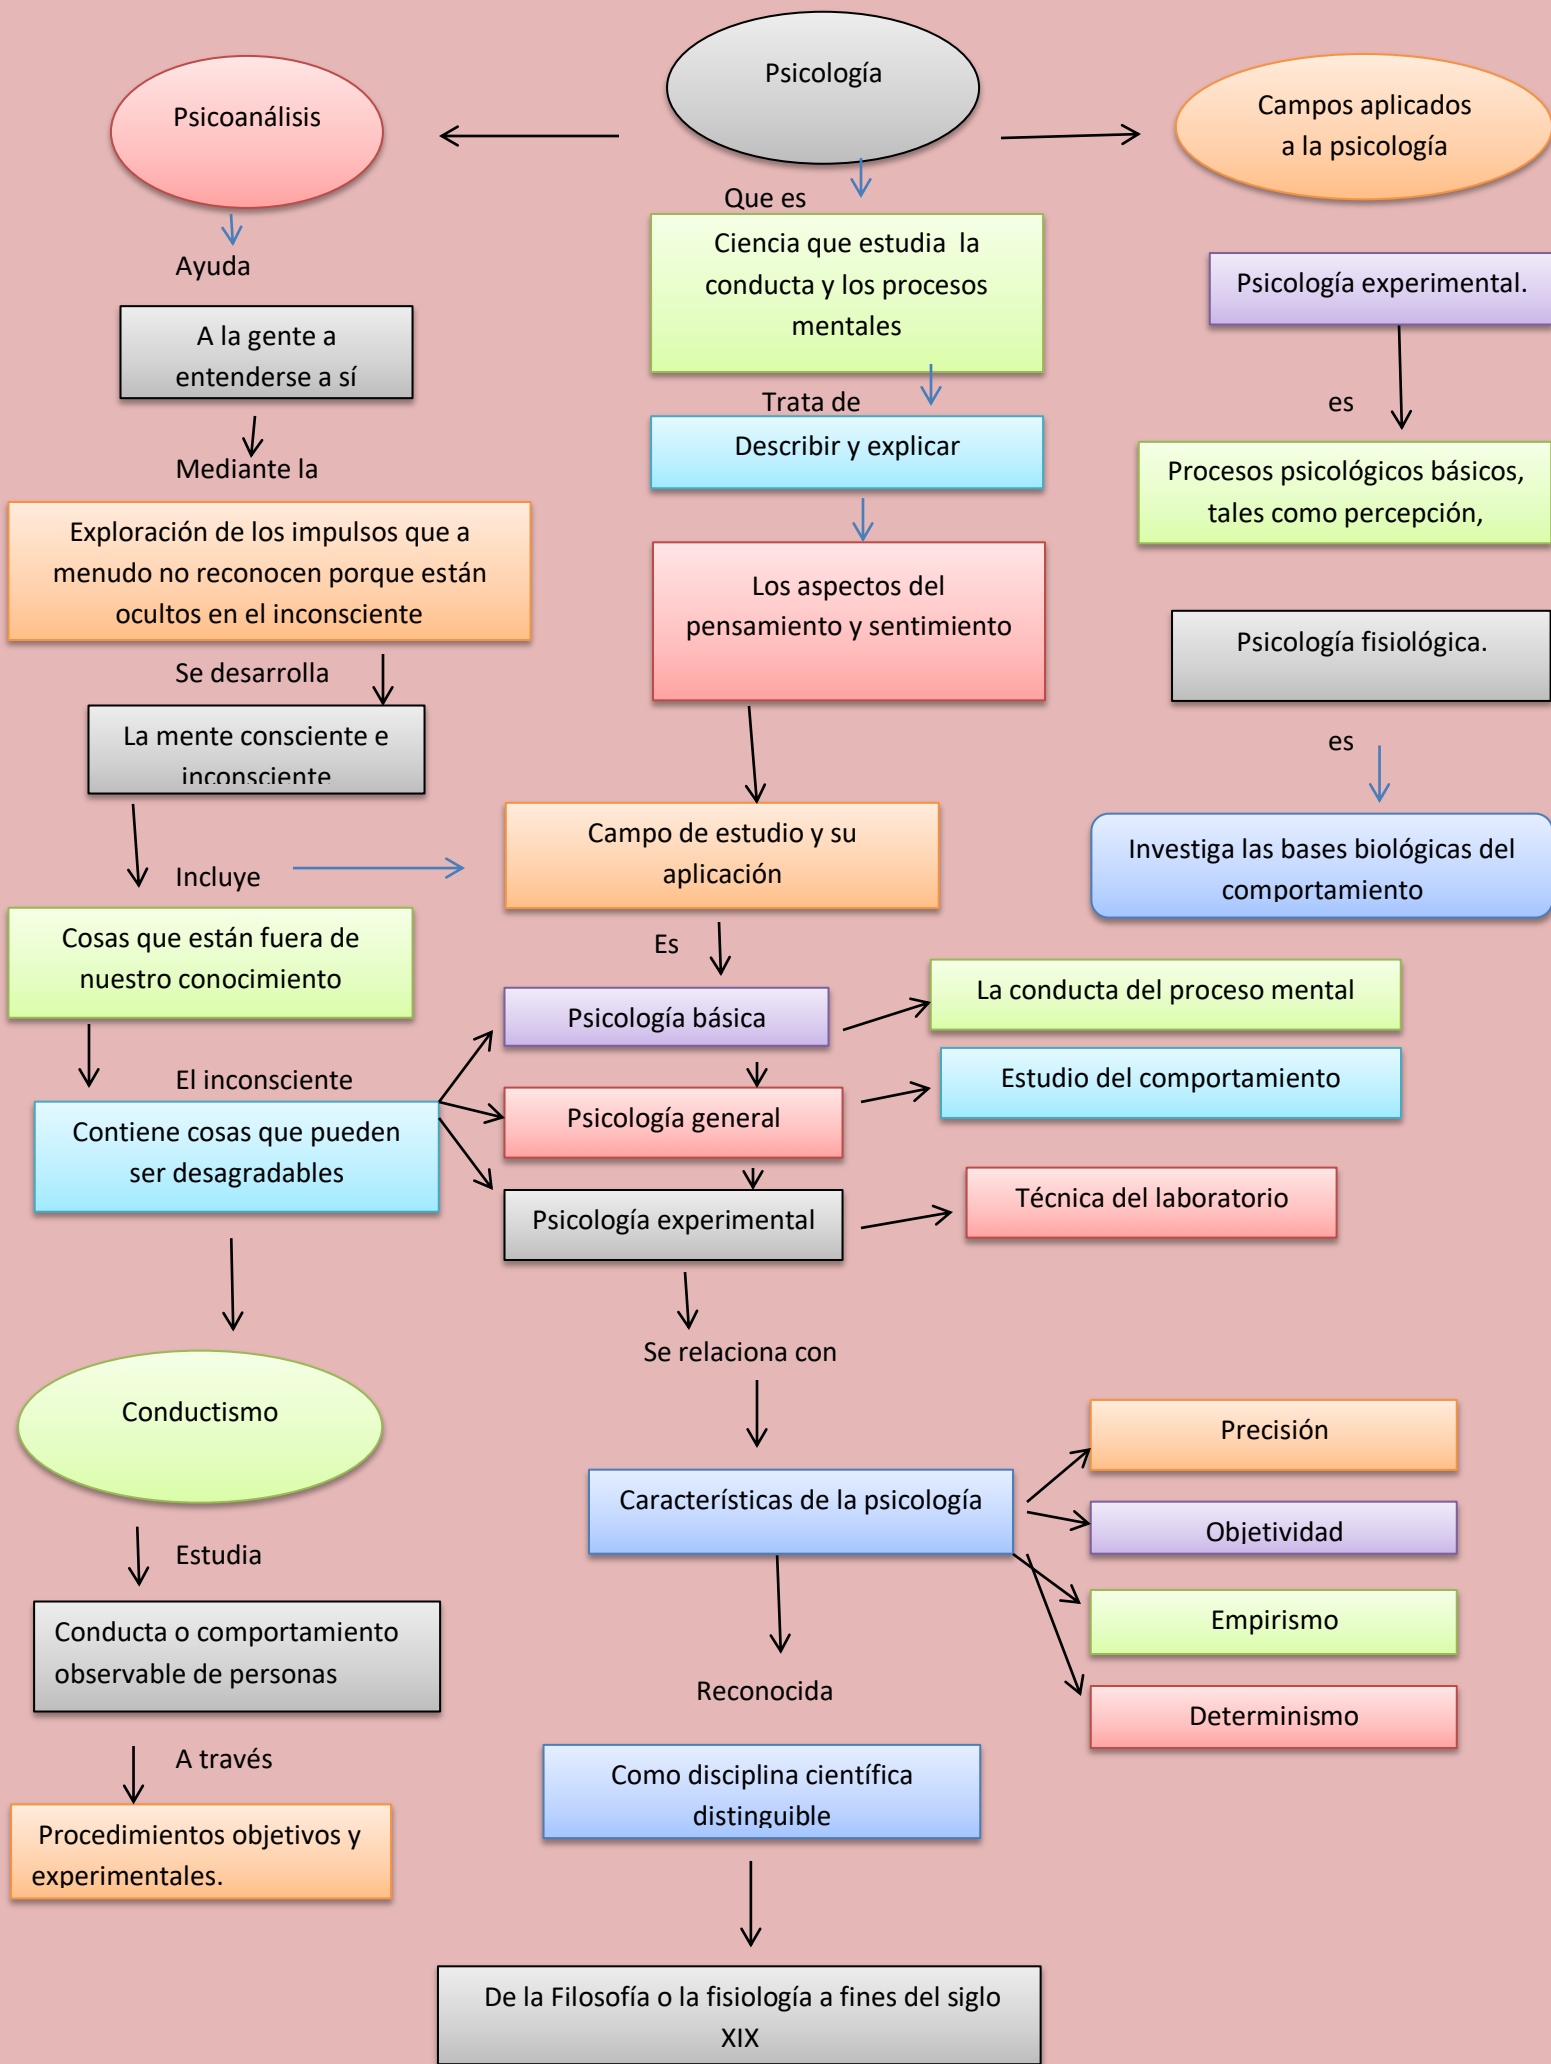 Psicología
Psicoanálisis
Campos aplicados
a la psicología
Que es
Ciencia que estudia  la
conducta y los procesos
mentales
Trata de
Describir y explicar
Los aspectos del
pensamiento y sentimiento
Ayuda
A la gente a
entenderse a sí
Mediante la
Exploración de los impulsos que a
menudo no reconocen porque están
ocultos en el inconsciente
Se desarrolla
La mente consciente e
inconsciente
Incluye
Cosas que están fuera de
nuestro conocimiento
El inconsciente
Contiene cosas que pueden
ser desagradables
Conductismo
Estudia
Conducta o comportamiento
observable de personas
A través
Procedimientos objetivos y
experimentales.
Campo de estudio y su
aplicación
Es
Psicología básica
La conducta del proceso mental
Psicología general
Estudio del comportamiento
Psicología experimental
Técnica del laboratorio
Se relaciona con
Características de la psicología
Precisión
Objetividad
Empirismo
Determinismo
Reconocida
Como disciplina científica
distinguible
De la Filosofía o la fisiología a fines del siglo
XIX
Psicología experimental.
es
Procesos psicológicos básicos,
tales como percepción,
Psicología fisiológica.
es
Investiga las bases biológicas del
comportamiento